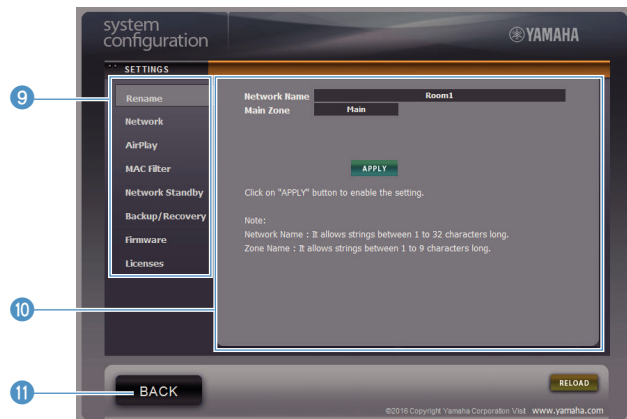 system
configuration
YAMAHA
SETTINGS
9
Rename
Network
AirPlay
MAC Filter
Network Standby
Backup/Recovery
Firmware
Licenses
Network Name Room1
Main Zone Main
APPLY
Click on "APPLY" button to enable the setting.
Note:
Network Name : It allows strings between 1 to 32 characters long.
Zone Name : It allows strings between 1 to 9 characters long.
10
11
BACK
RELOAD
©2016 Copyright Yamaha Corporation Visit www.yamaha.com